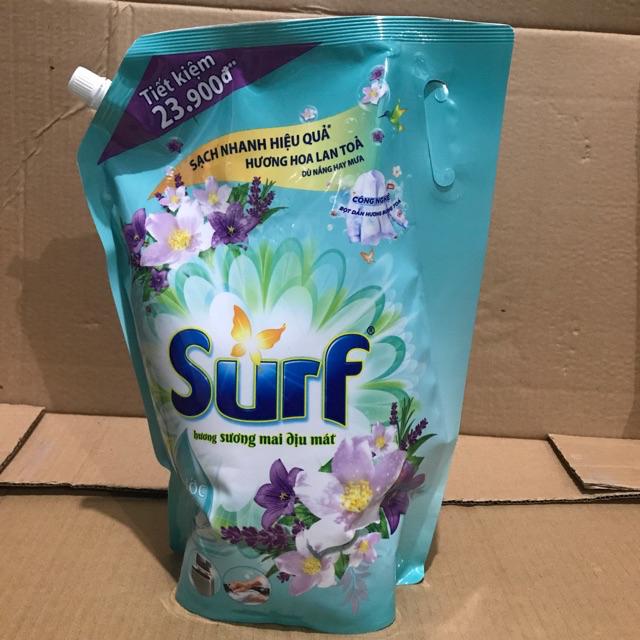 Tiết kiệm
23.900đ**
SẠCH NHANH HIỆU QUẢ*
HƯƠNG HOA LAN TOẢ
DÙ NẮNG HAY MƯA
CÔNG NGHỆ
Surf®
hương sương mai dịu mát